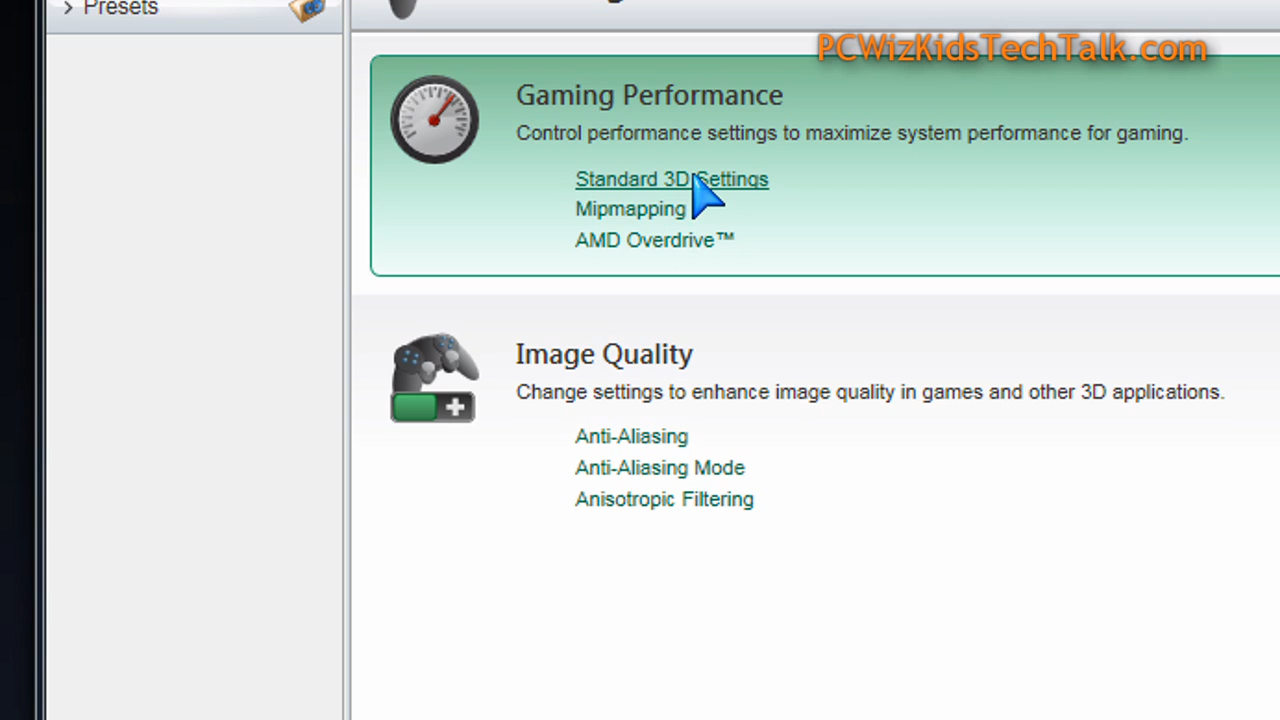 Presets
PCWizKidsTechTalk.com
Gaming Performance
Control performance settings to maximize system performance for gaming.
Standard 3D Settings
Mipmapping
AMD Overdrive™
Image Quality
Change settings to enhance image quality in games and other 3D applications.
Anti-Aliasing
Anti-Aliasing Mode
Anisotropic Filtering